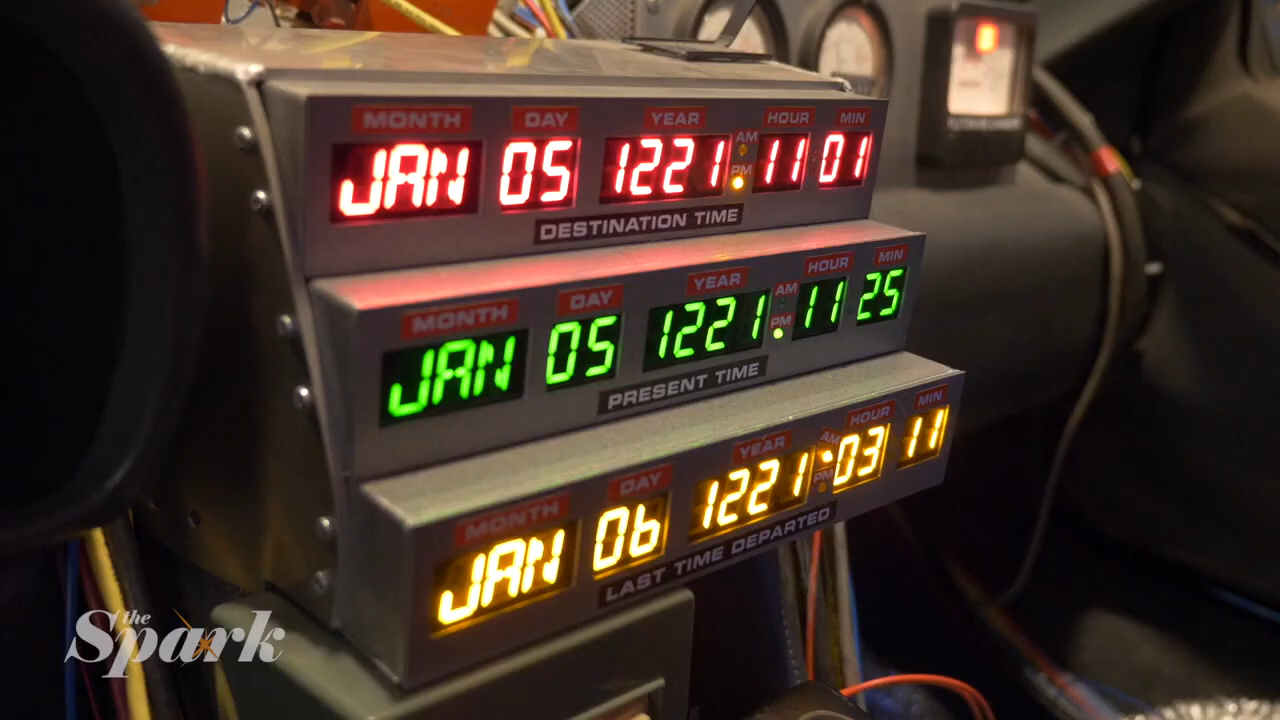 MONTH DAY YEAR HOUR MIN
JAN 05 1221 AM PM 11 01
DESTINATION TIME
MONTH DAY YEAR HOUR MIN
JAN 05 1221 AM PM 11 25
PRESENT TIME
MONTH DAY YEAR HOUR MIN
JAN 06 1221 AM PM 03 11
LAST TIME DEPARTED
the
Spark